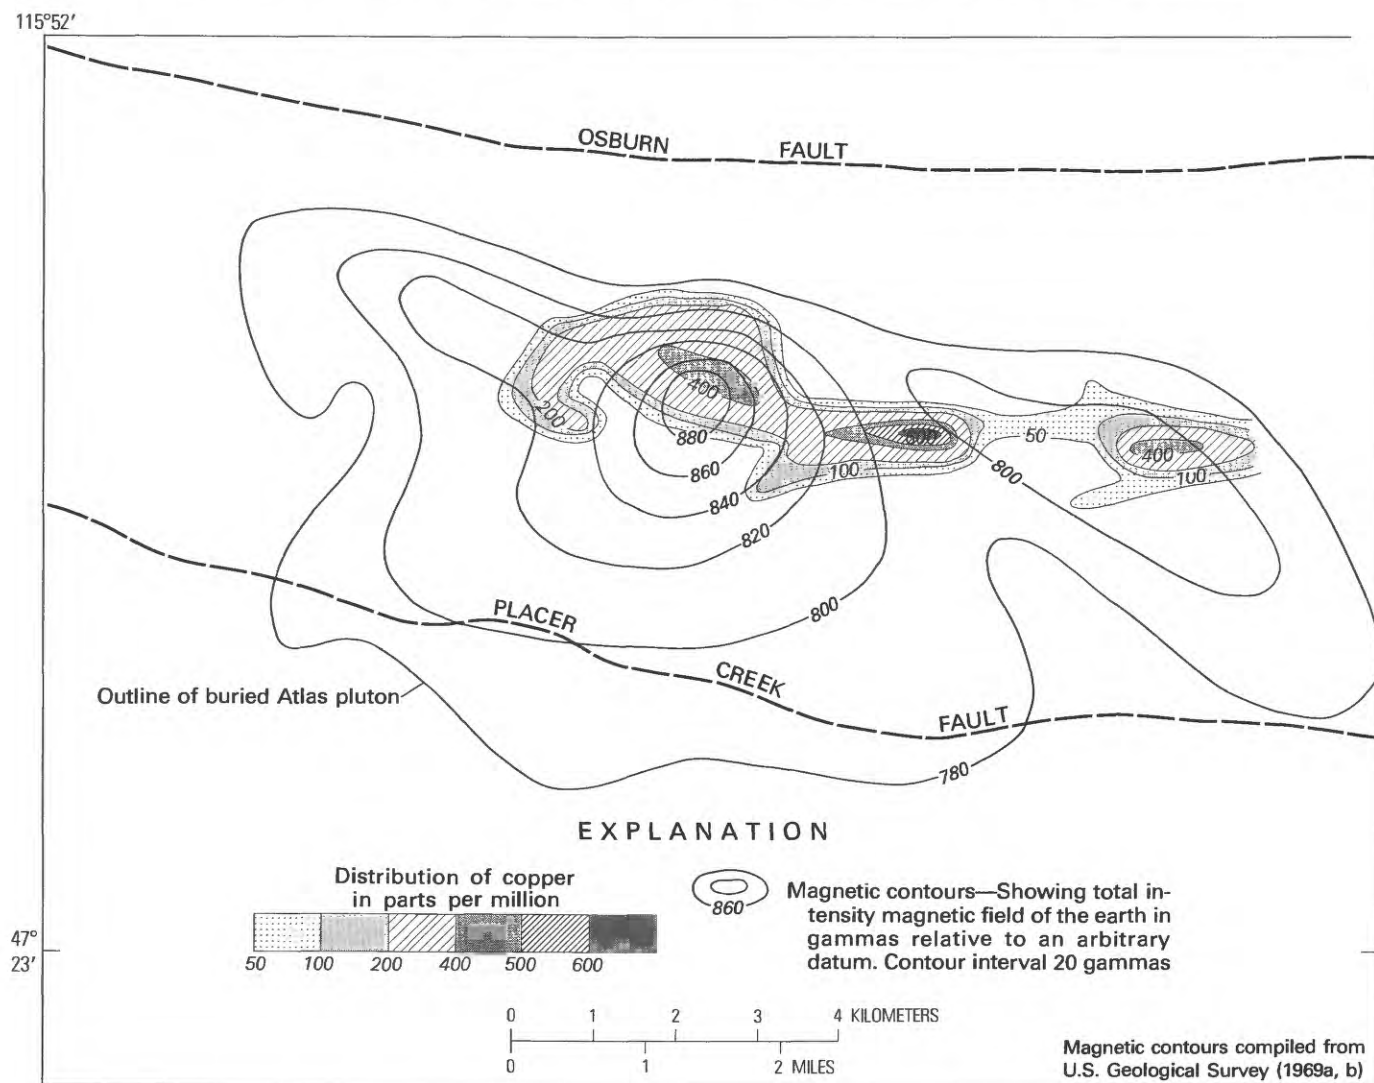 115°52′
OSBURN FAULT
400
200
880
860
840
820
800
600
50
800
400
100
100
PLACER
CREEK
FAULT
Outline of buried Atlas pluton
780
EXPLANATION
Distribution of copper
in parts per million
50 100 200 400 500 600
860
Magnetic contours—Showing total in-
tensity magnetic field of the earth in
gammas relative to an arbitrary
datum. Contour interval 20 gammas
47°
23′
0 1 2 3 4 KILOMETERS
0 1 2 MILES
Magnetic contours compiled from
U.S. Geological Survey (1969a, b)